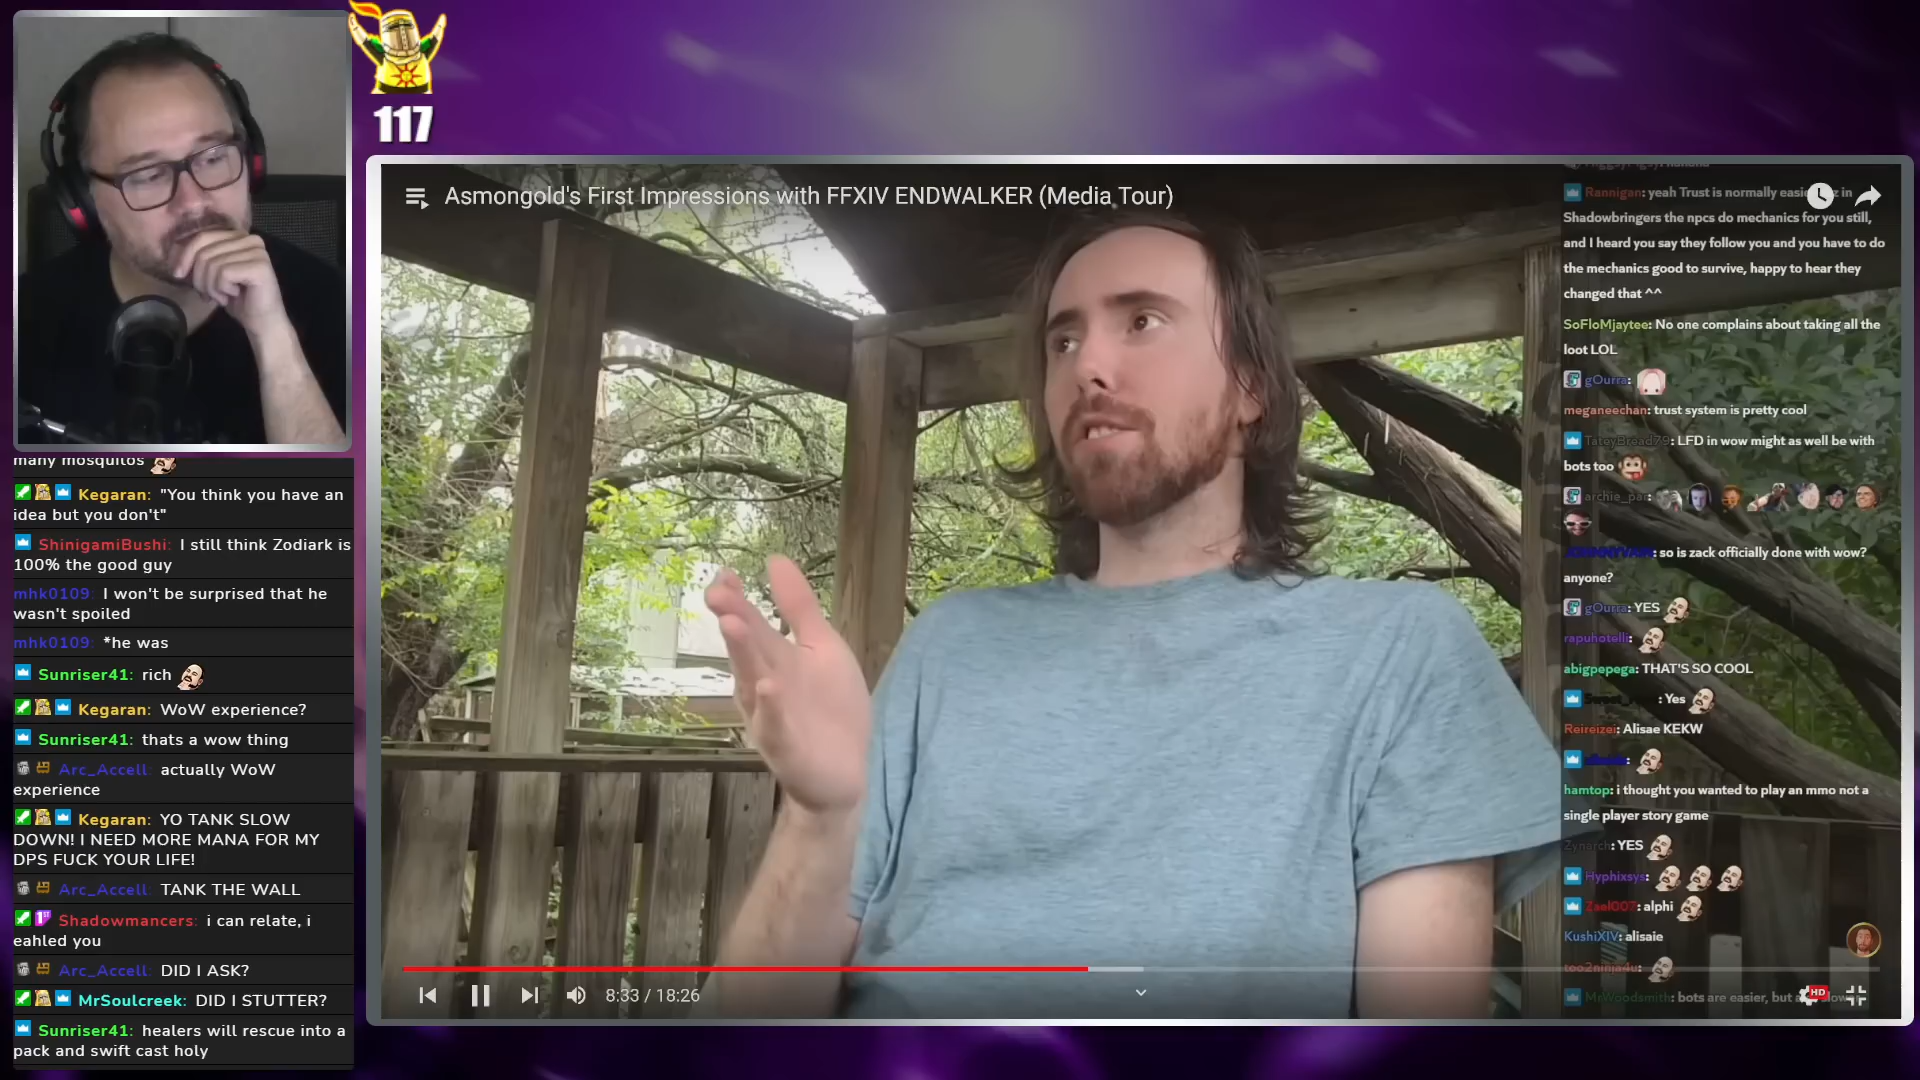 117
many mosquitos
Kegaran: "You think you have an
idea but you don't"
ShinigamiBushi: I still think Zodiark is
100% the good guy
mhk0109: I won't be surprised that he
wasn't spoiled
mhk0109: *he was
Sunriser41: rich
Kegaran: WoW experience?
Sunriser41: thats a wow thing
Arc_Accell: actually WoW
experience
Kegaran: YO TANK SLOW
DOWN! I NEED MORE MANA FOR MY
DPS FUCK YOUR LIFE!
Arc_Accell: TANK THE WALL
Shadowmancers: i can relate, i
eahled you
Arc_Accell: DID I ASK?
MrSoulcreek: DID I STUTTER?
Sunriser41: healers will rescue into a
pack and swift cast holy
Asmongold's First Impressions with FFXIV ENDWALKER (Media Tour)
8:33 / 18:26
HD
Rannigan: yeah Trust is normally in
Shadowbringers the npcs do mechanics for you still,
and I heard you say they follow you and you have to do
the mechanics good to survive, happy to hear they
changed that ^^
SoFloMjaytee: No one complains about taking all the
loot LOL
gOurra:
meganeechan: trust system is pretty cool
TateyBread79: LFD in wow might as well be with
bots too
: so is zack officially done with wow?
anyone?
gOurra: YES
rapuhotelli:
abigpepega: THAT'S SO COOL
: Yes
Reireizei: Alisae KEKW
hamtop: i thought you wanted to play an mmo not a
single player story game
Zynarch: YES
Hyphixsys:
Zael007: alphi
KushiXIV: alisaie
too2ninja4u:
MrWoodsmith: bots are easier, but